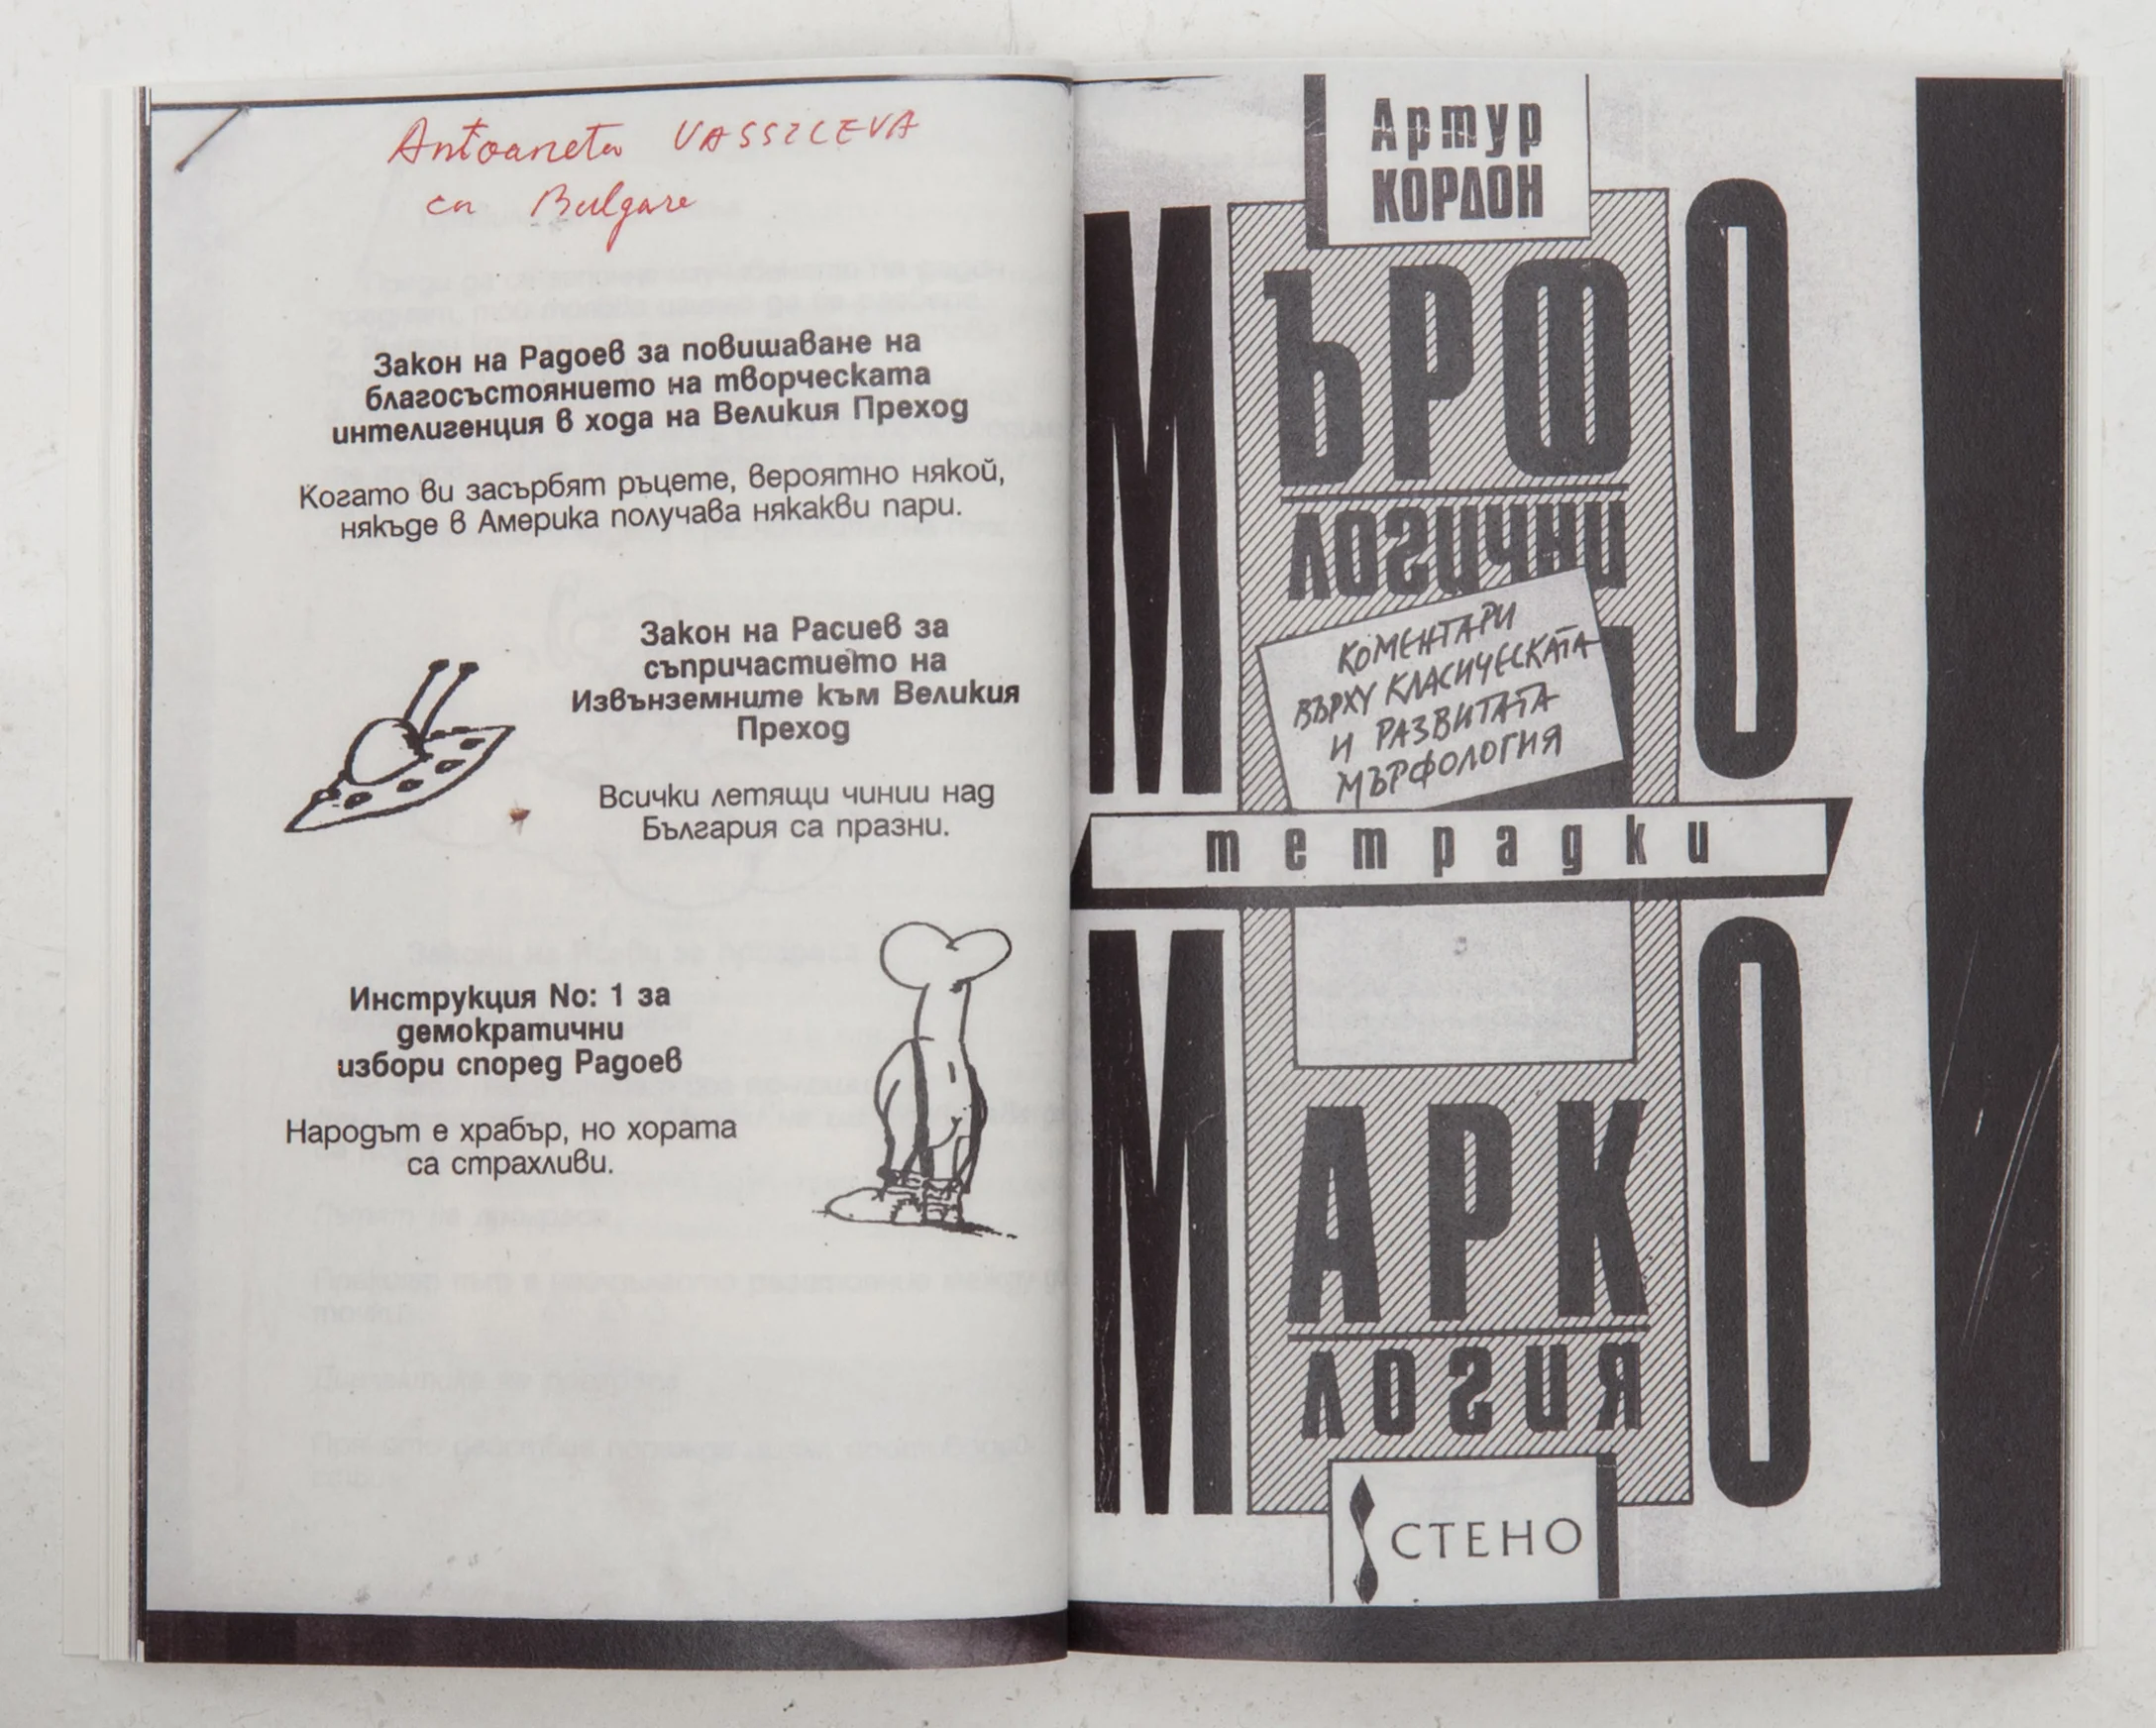 Antoaneta VASSILEVA
en Bulgare
Закон на Радоев за повишаване на
благосъстоянието на творческата
интелигенция в хода на Великия Преход
Когато ви засърбят ръцете, вероятно някой,
някъде в Америка получава някакви пари.
Закон на Расиев за
съпричастието на
Извънземните към Великия
Преход
Всички летящи чинии над
България са празни.
Инструкция No: 1 за
демократични
избори според Радоев
Народът е храбър, но хората
са страхливи.
Артур
КОРДОН
М ЪРФ О
логични
КОМЕНТАРИ
ВЪРХУ КЛАСИЧЕСКАТА
И РАЗВИТАТА
МЪРФОЛОГИЯ
тетрадки
М АРК О
логия
СТЕНО